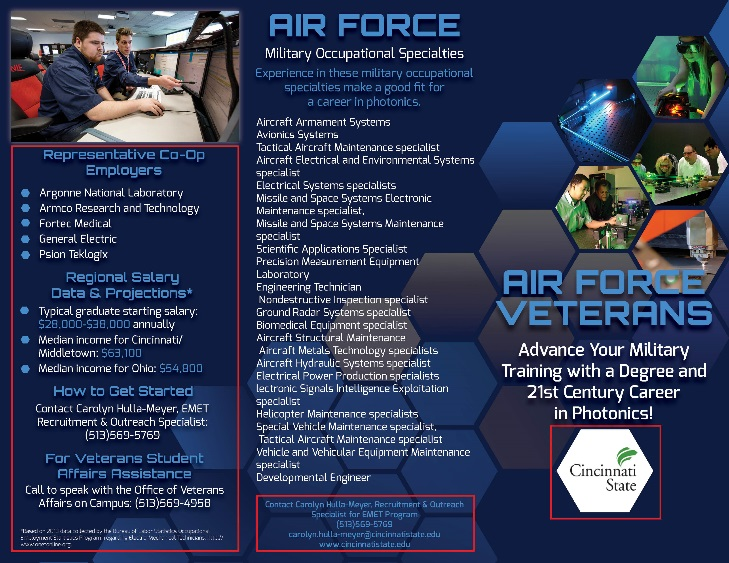 Representative Co-Op
Employers
Argonne National Laboratory
Armco Research and Technology
Fortec Medical
General Electric
Psion Teklogix
Regional Salary
Data & Projections*
Typical graduate starting salary:
$28,000-$38,000 annually
Median income for Cincinnati/
Middletown: $63,100
Median Income for Ohio: $54,800
How to Get Started
Contact Carolyn Hulla-Meyer, EMET
Recruitment & Outreach Specialist:
(513)569-5769
For Veterans Student
Affairs Assistance
Call to speak with the Office of Veterans
Affairs on Campus: (513)569-4958
AIR FORCE
Military Occupational Specialties
Experience in these military occupational
specialties make a good fit for
a career in photonics.
Aircraft Armament Systems
Avionics Systems
Tactical Aircraft Maintenance specialist
Aircraft Electrical and Environmental Systems
specialist
Electrical Systems specialists
Missile and Space Systems Electronic
Maintenance specialist,
Missile and Space Systems Maintenance
specialist
Scientific Applications Specialist
Precision Measurement Equipment
Laboratory
Engineering Technician
Nondestructive Inspection specialist
Ground Radar Systems specialist
Biomedical Equipment specialist
Aircraft Structural Maintenance
Aircraft Metals Technology specialists
Aircraft Hydraulic Systems specialist
Electrical Power Production specialists
lectronic Signals Intelligence Exploitation
specialist
Helicopter Maintenance specialists
Special Vehicle Maintenance specialist,
Tactical Aircraft Maintenance specialist
Vehicle and Vehicular Equipment Maintenance
specialist
Developmental Engineer
Contact Carolyn Hulla-Meyer, Recruitment & Outreach
Specialist for EMET Program
(513)569-5769
carolyn.hulla-meyer@cincinnatistate.edu
www.cincinnatistate.edu
AIR FORCE
VETERANS
Advance Your Military
Training with a Degree and
21st Century Career
in Photonics!
Cincinnati
State